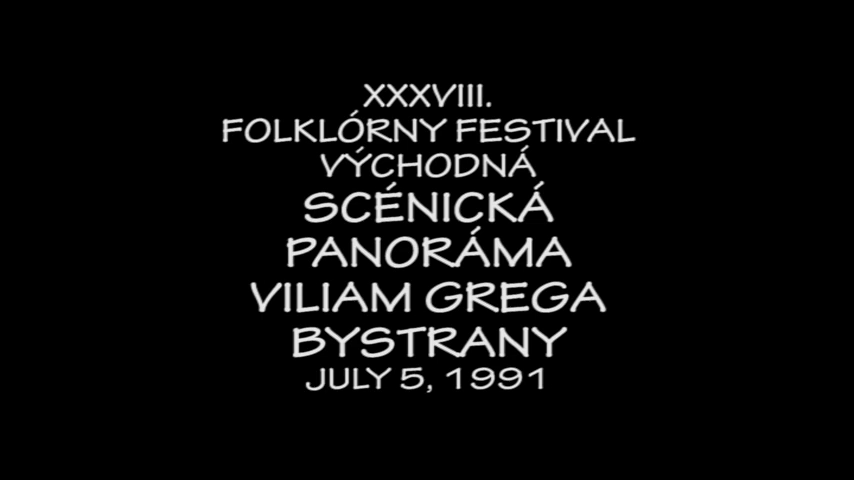 XXXVIII.
FOLKLÓRNY FESTIVAL
VÝCHODNÁ
SCÉNICKÁ
PANORÁMA
VILIAM GREGA
BYSTRANY
JULY 5, 1991